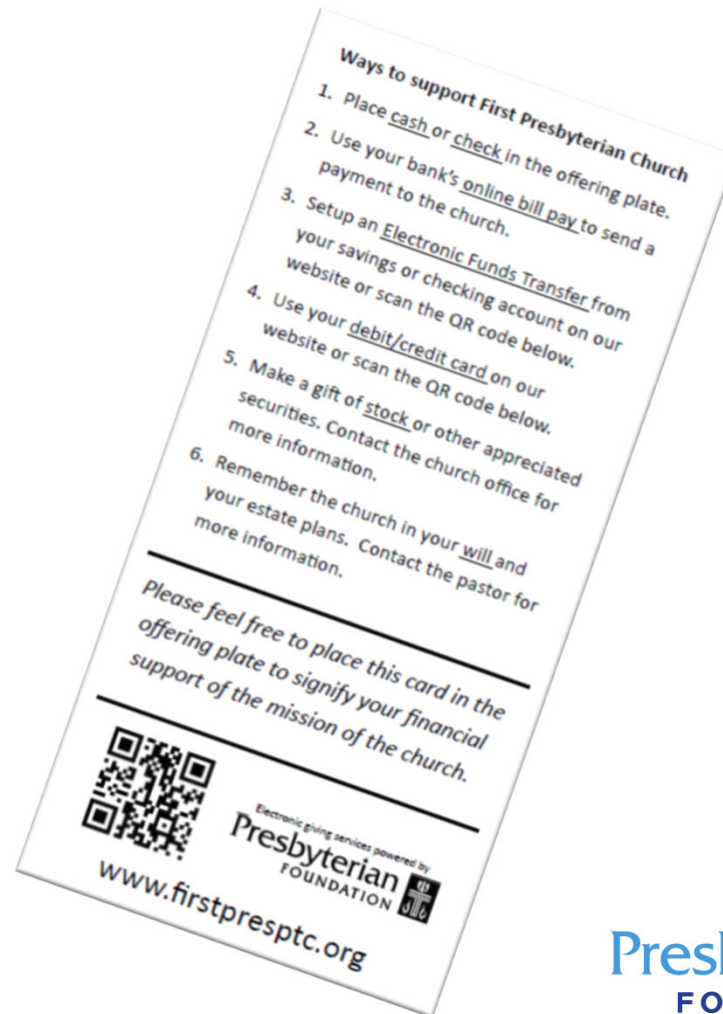 Ways to support First Presbyterian Church
1. Place cash or check in the offering plate.
2. Use your bank's online bill pay to send a
payment to the church.
3. Setup an Electronic Funds Transfer from
your savings or checking account on our
website or scan the QR code below.
4. Use your debit/credit card on our
website or scan the QR code below.
5. Make a gift of stock or other appreciated
securities. Contact the church office for
more information.
6. Remember the church in your will and
your estate plans. Contact the pastor for
more information.
Please feel free to place this card in the
offering plate to signify your financial
support of the mission of the church.
Electronic giving services powered by
Presbyterian
FOUNDATION
www.firstpresptc.org